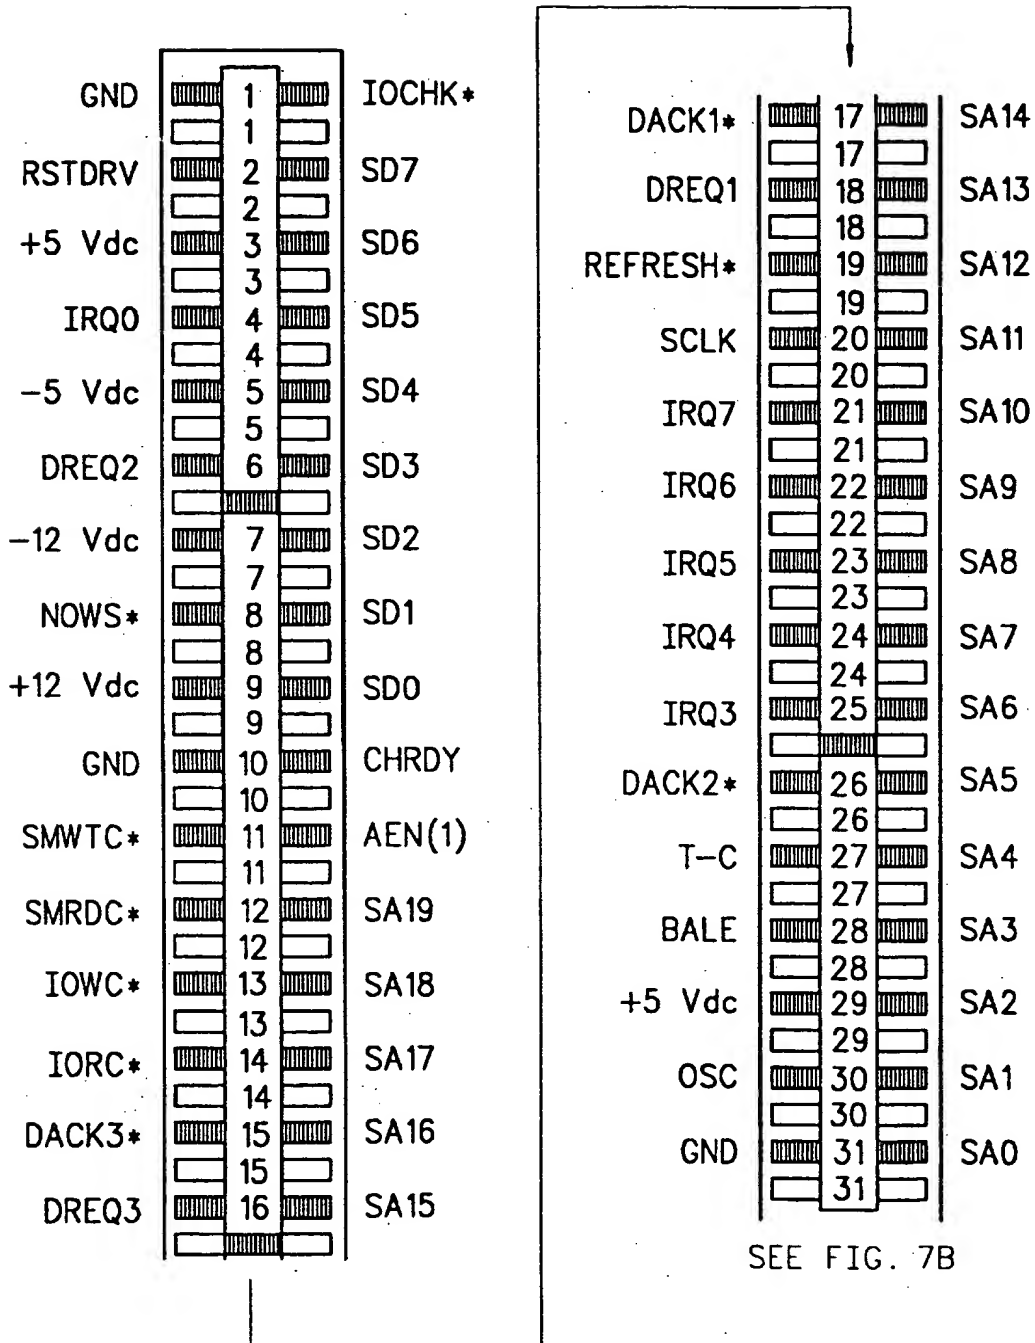 GND 1 IOCHK*
1
RSTDRV 2 SD7
2
+5 Vdc 3 SD6
3
IRQ0 4 SD5
4
-5 Vdc 5 SD4
5
DREQ2 6 SD3
-12 Vdc 7 SD2
7
NOWS* 8 SD1
8
+12 Vdc 9 SD0
9
GND 10 CHRDY
10
SMWTC* 11 AEN(1)
11
SMRDC* 12 SA19
12
IOWC* 13 SA18
13
IORC* 14 SA17
14
DACK3* 15 SA16
15
DREQ3 16 SA15
DACK1* 17 SA14
17
DREQ1 18 SA13
18
REFRESH* 19 SA12
19
SCLK 20 SA11
20
IRQ7 21 SA10
21
IRQ6 22 SA9
22
IRQ5 23 SA8
23
IRQ4 24 SA7
24
IRQ3 25 SA6
DACK2* 26 SA5
26
T-C 27 SA4
27
BALE 28 SA3
28
+5 Vdc 29 SA2
29
OSC 30 SA1
30
GND 31 SA0
31
SEE FIG. 7B